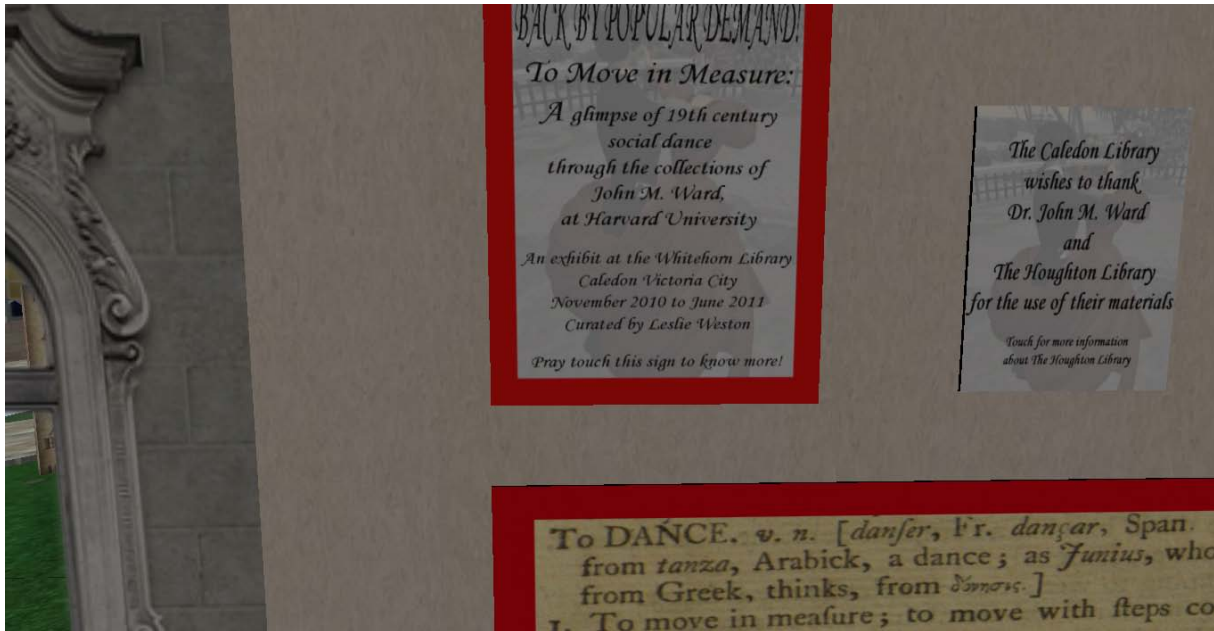 BACK BY POPULAR DEMAND!
To Move in Measure:
A glimpse of 19th century
social dance
through the collections of
John M. Ward,
at Harvard University
An exhibit at the Whitehorn Library
Caledon Victoria City
November 2010 to June 2011
Curated by Leslie Weston
Pray touch this sign to know more!
The Caledon Library
wishes to thank
Dr. John M. Ward
and
The Houghton Library
for the use of their materials
Touch for more information
about The Houghton Library
To DANCE. v. n. [danſer, Fr. dançar, Span.
from tanza, Arabick, a dance; as Junius, who
from Greek, thinks, from ]
1. To move in meaſure; to move with ſteps co